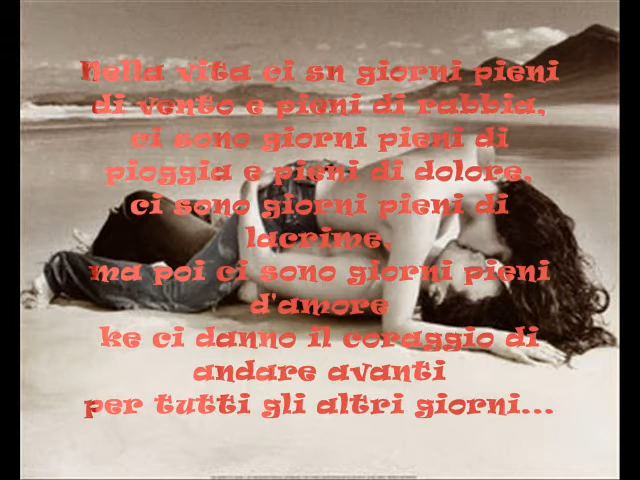 Nella vita ci sn giorni pieni
di vento e pieni di rabbia,
ci sono giorni pieni di
pioggia e pieni di dolore,
ci sono giorni pieni di
lacrime,
ma poi ci sono giorni pieni
d'amore
ke ci danno il coraggio di
andare avanti
per tutti gli altri giorni...